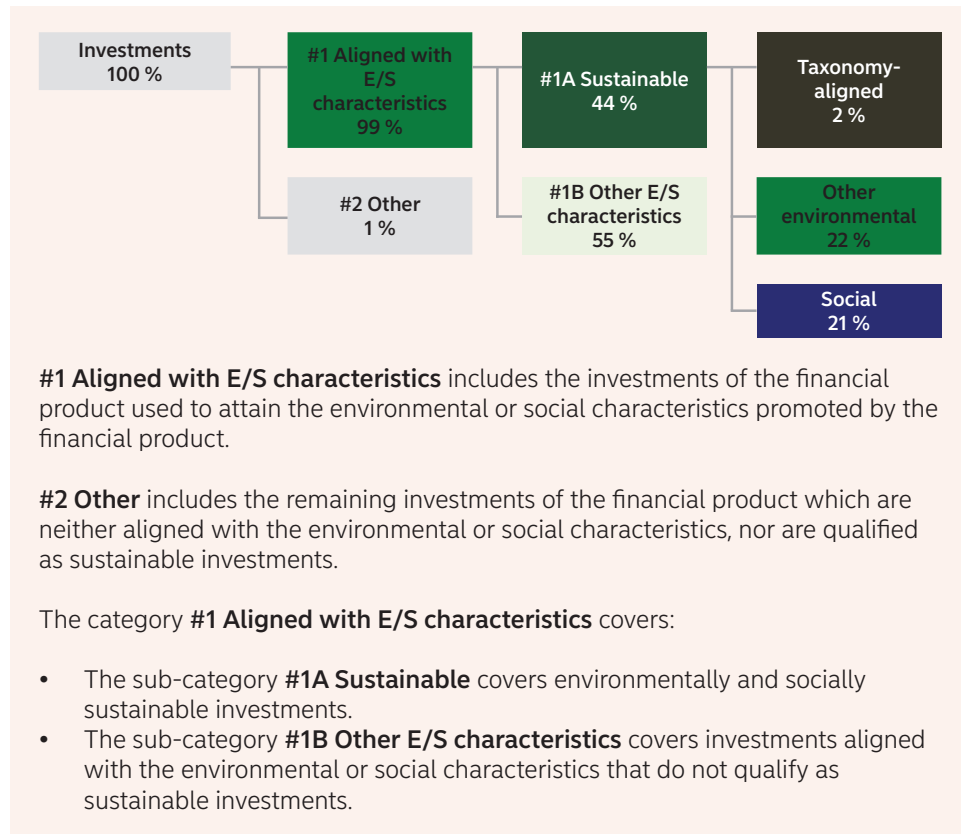 Investments
100 %
#1 Aligned with
E/S
characteristics
99 %
#1A Sustainable
44 %
Taxonomy-
aligned
2 %
#2 Other
1 %
#1B Other E/S
characteristics
55 %
Other
environmental
22 %
Social
21 %
#1 Aligned with E/S characteristics includes the investments of the financial
product used to attain the environmental or social characteristics promoted by the
financial product.
#2 Other includes the remaining investments of the financial product which are
neither aligned with the environmental or social characteristics, nor are qualified
as sustainable investments.
The category #1 Aligned with E/S characteristics covers:
• The sub-category #1A Sustainable covers environmentally and socially
sustainable investments.
• The sub-category #1B Other E/S characteristics covers investments aligned
with the environmental or social characteristics that do not qualify as
sustainable investments.